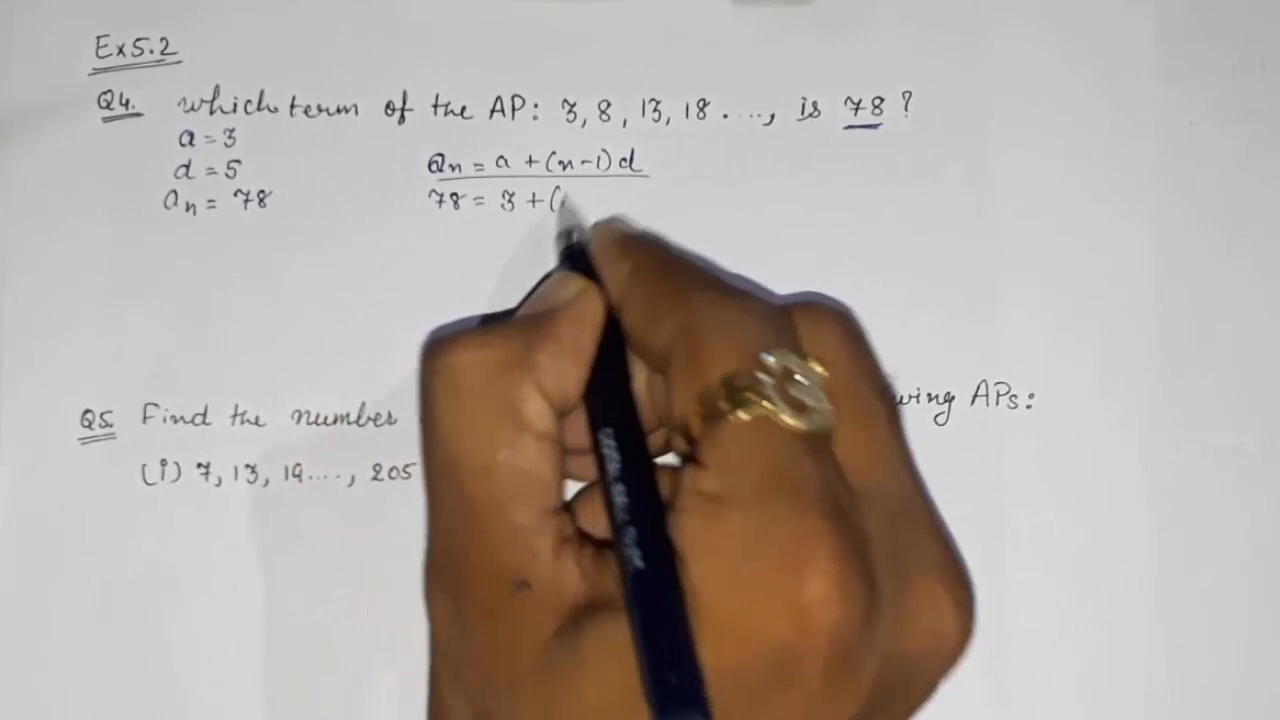 Ex5.2
Q4. which term of the AP: 3, 8, 13, 18 ...., is 78 ?
a = 3
d = 5
an = 78
an = a + (n-1) d
78 = 3 + (
Q5. Find the number wing APs:
(i) 7, 13, 19...., 205